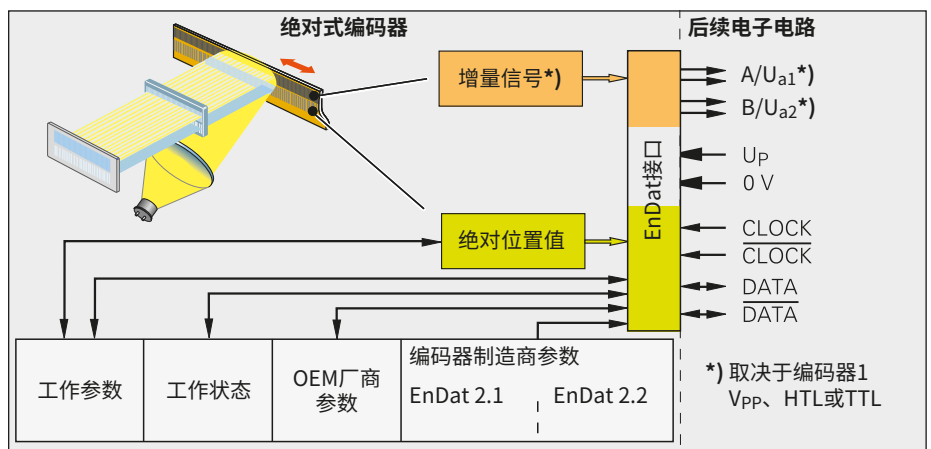 绝对式编码器
后续电子电路
增量信号*)
A/Ua1*)
B/Ua2*)
EnDat接口
UP
0 V
绝对位置值
CLOCK
CLOCK
DATA
DATA
工作参数
工作状态
OEM厂商
参数
编码器制造商参数
EnDat 2.1
EnDat 2.2
*) 取决于编码器1
VPP、HTL或TTL